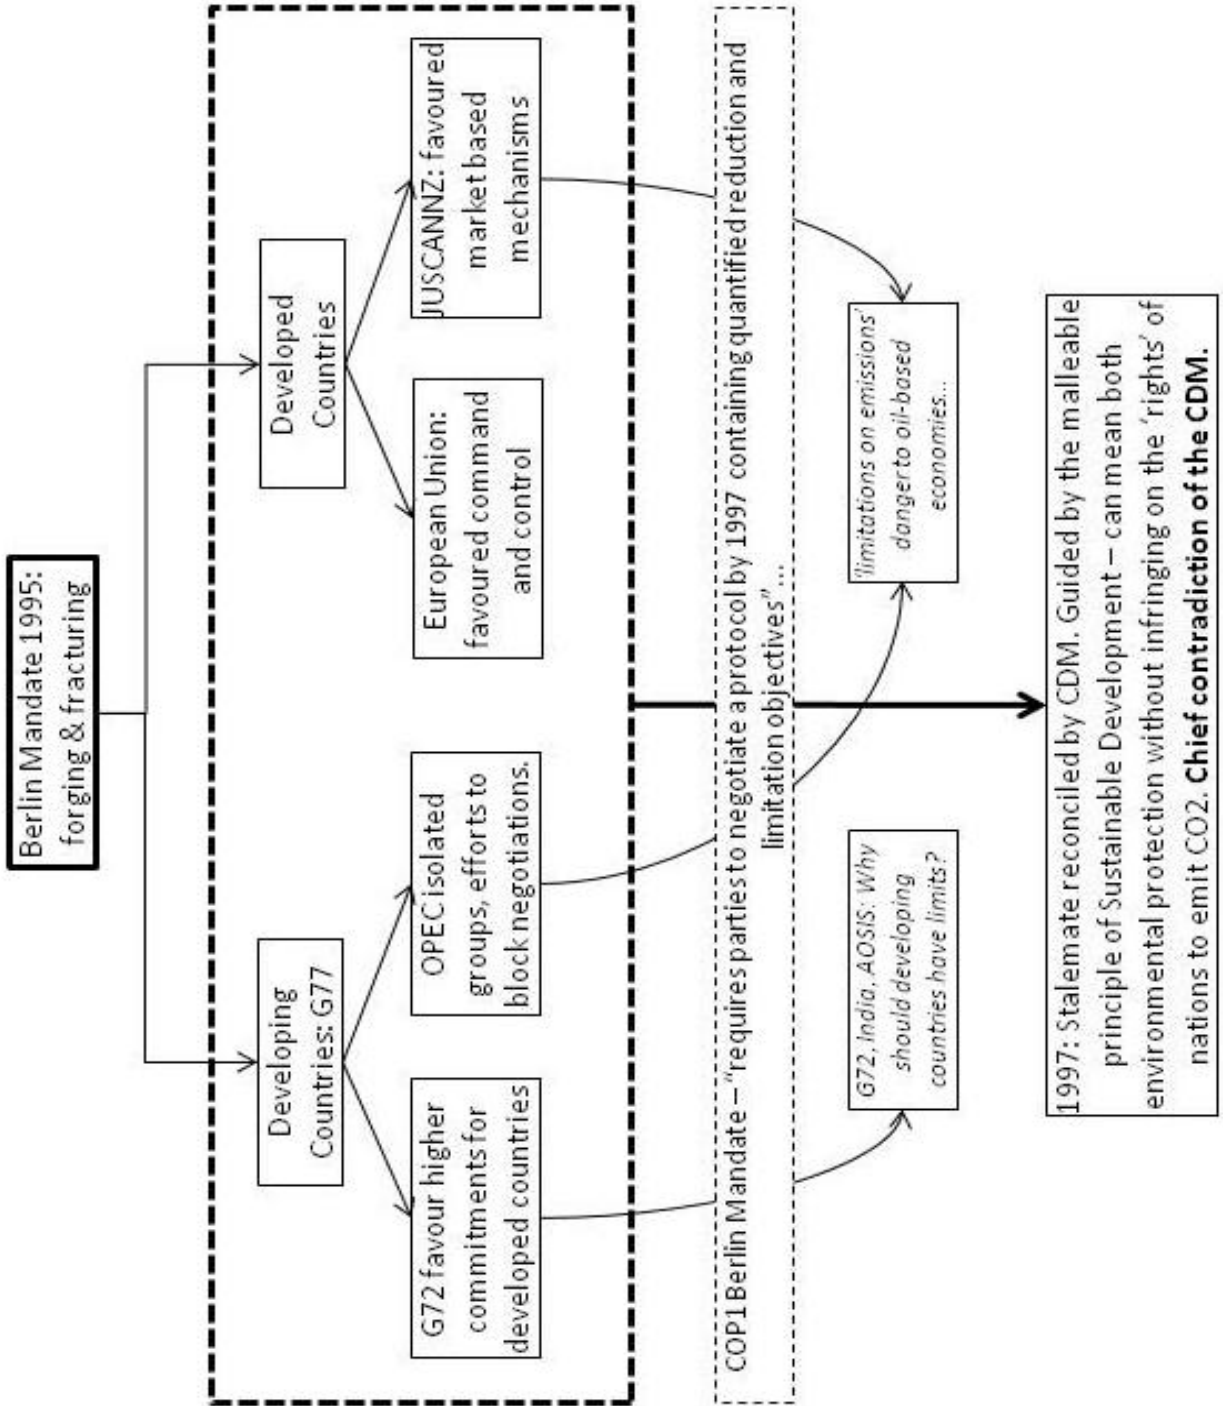 Berlin Mandate 1995:
forging & fracturing
Developing
Countries: G77
Developed
Countries
G72 favour higher
commitments for
developed countries
OPEC isolated
groups, efforts to
block negotiations.
European Union:
favoured command
and control
JUSCANNZ: favoured
market based
mechanisms
COP1 Berlin Mandate – “requires parties to negotiate a protocol by 1997 containing quantified reduction and
limitation objectives”...
G72, India, AOSIS: Why
should developing
countries have limits?
‘limitations on emissions’
danger to oil-based
economies...
1997: Stalemate reconciled by CDM. Guided by the malleable
principle of Sustainable Development – can mean both
environmental protection without infringing on the ‘rights’ of
nations to emit CO2. Chief contradiction of the CDM.